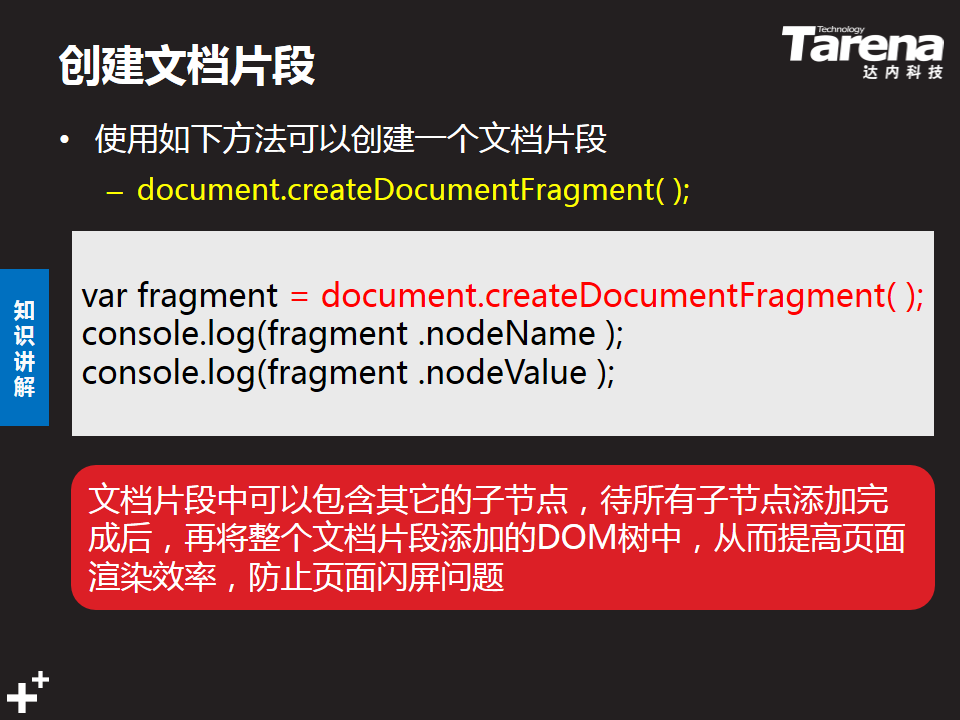 创建文档片段
Technology
Tarena
达内科技
• 使用如下方法可以创建一个文档片段
– document.createDocumentFragment( );
知识讲解
var fragment = document.createDocumentFragment( );
console.log(fragment .nodeName );
console.log(fragment .nodeValue );
文档片段中可以包含其它的子节点，待所有子节点添加完
成后，再将整个文档片段添加的DOM树中，从而提高页面
渲染效率，防止页面闪屏问题